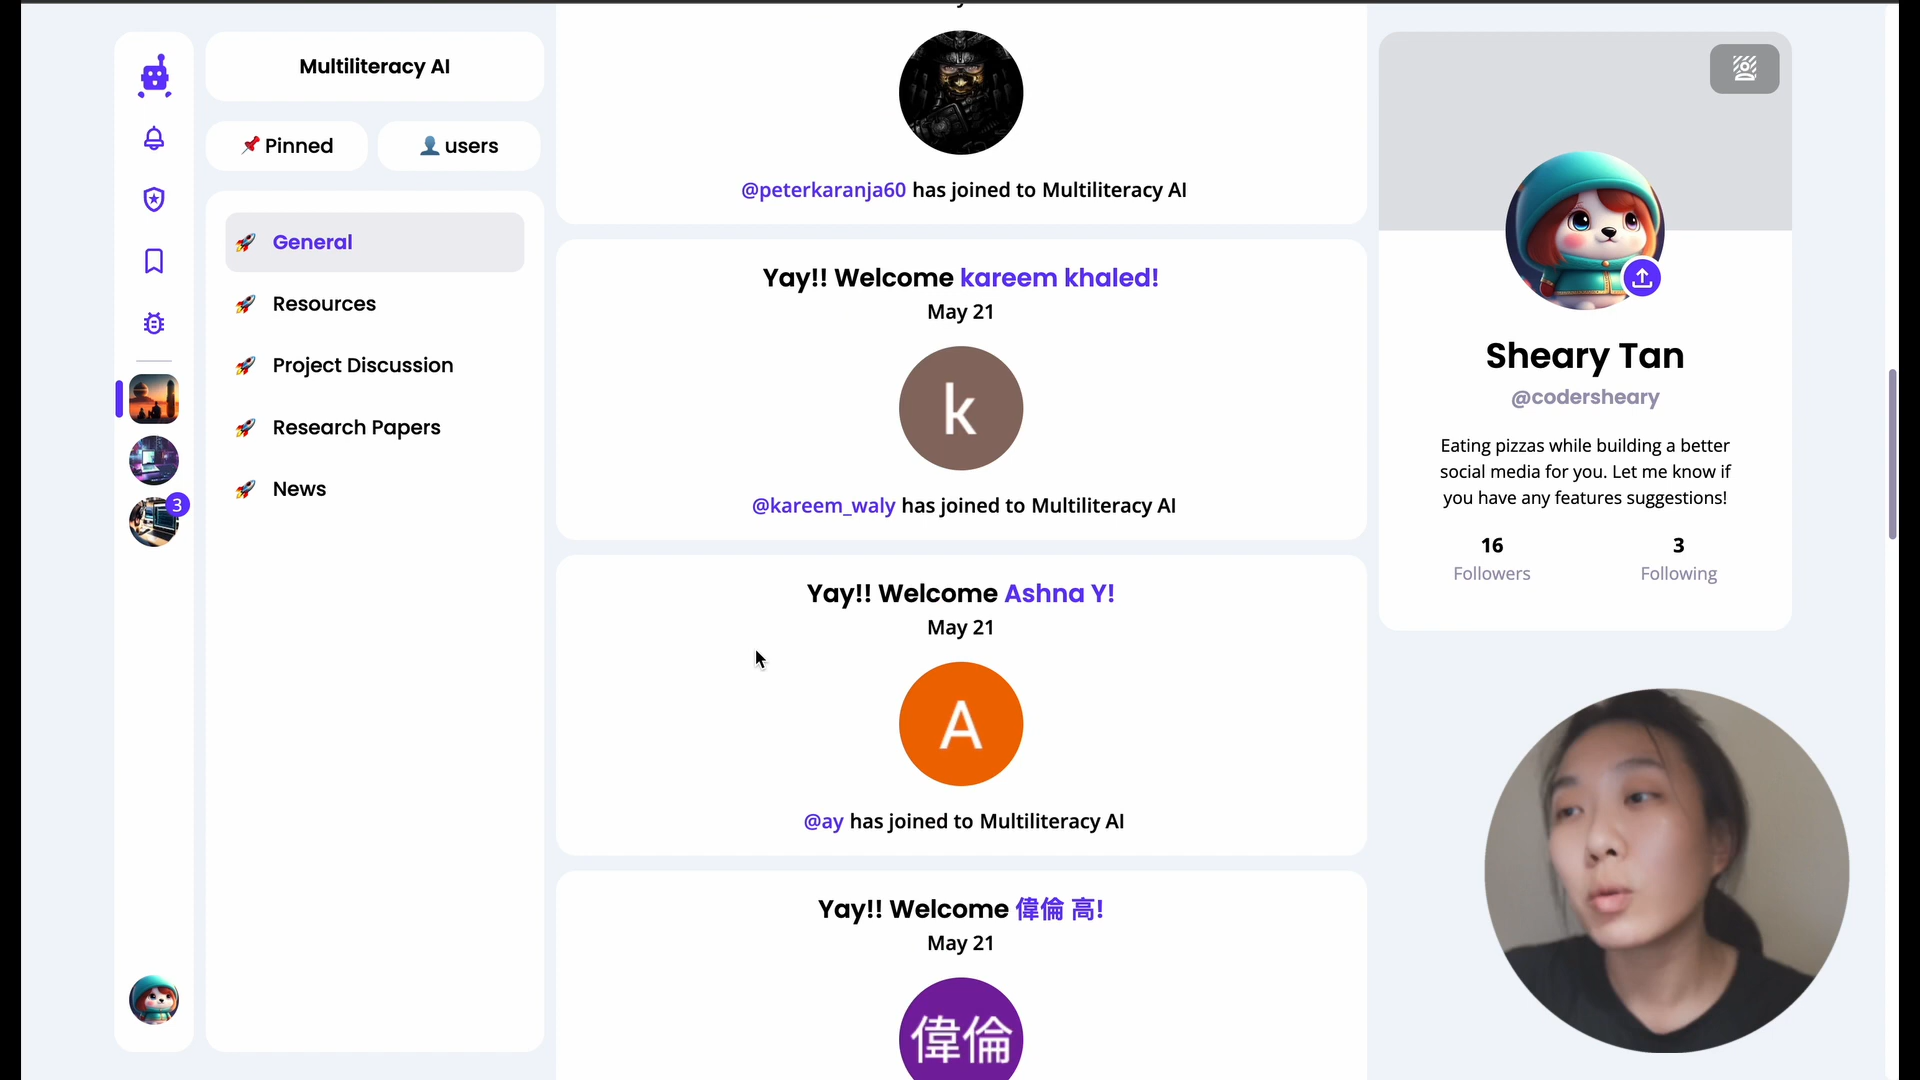 Multiliteracy AI
📌 Pinned
👤 users
🚀 General
🚀 Resources
🚀 Project Discussion
🚀 Research Papers
🚀 News
3
@peterkaranja60 has joined to Multiliteracy AI
Yay!! Welcome kareem khaled!
May 21
k
@kareem_waly has joined to Multiliteracy AI
Yay!! Welcome Ashna Y!
May 21
A
@ay has joined to Multiliteracy AI
Yay!! Welcome 偉倫 高!
May 21
偉倫
Sheary Tan
@codersheary
Eating pizzas while building a better
social media for you. Let me know if
you have any features suggestions!
16
Followers
3
Following